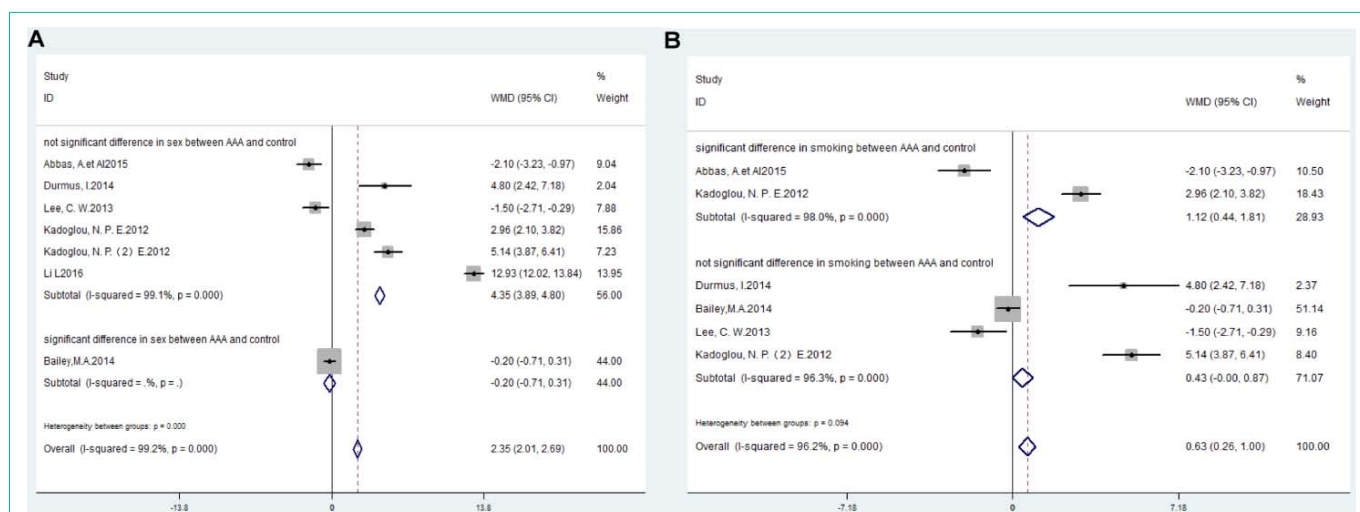 A
Study %
ID WMD (95% CI) Weight
not significant difference in sex between AAA and control
Abbas, A.et Al2015 -2.10 (-3.23, -0.97) 9.04
Durmus, I.2014 4.80 (2.42, 7.18) 2.04
Lee, C. W.2013 -1.50 (-2.71, -0.29) 7.88
Kadoglou, N. P. E.2012 2.96 (2.10, 3.82) 15.86
Kadoglou, N. P. (2) E.2012 5.14 (3.87, 6.41) 7.23
Li L2016 12.93 (12.02, 13.84) 13.95
Subtotal (I-squared = 99.1%, p = 0.000) 4.35 (3.89, 4.80) 56.00
significant difference in sex between AAA and control
Bailey,M.A.2014 -0.20 (-0.71, 0.31) 44.00
Subtotal (I-squared = .%, p = .) -0.20 (-0.71, 0.31) 44.00
Heterogeneity between groups: p = 0.000
Overall (I-squared = 99.2%, p = 0.000) 2.35 (2.01, 2.69) 100.00
-13.8 0 13.8
B
Study %
ID WMD (95% CI) Weight
significant difference in smoking between AAA and control
Abbas, A.et Al2015 -2.10 (-3.23, -0.97) 10.50
Kadoglou, N. P. E.2012 2.96 (2.10, 3.82) 18.43
Subtotal (I-squared = 98.0%, p = 0.000) 1.12 (0.44, 1.81) 28.93
not significant difference in smoking between AAA and control
Durmus, I.2014 4.80 (2.42, 7.18) 2.37
Bailey,M.A.2014 -0.20 (-0.71, 0.31) 51.14
Lee, C. W.2013 -1.50 (-2.71, -0.29) 9.16
Kadoglou, N. P. (2) E.2012 5.14 (3.87, 6.41) 8.40
Subtotal (I-squared = 96.3%, p = 0.000) 0.43 (-0.00, 0.87) 71.07
Heterogeneity between groups: p = 0.094
Overall (I-squared = 96.2%, p = 0.000) 0.63 (0.26, 1.00) 100.00
-7.18 0 7.18